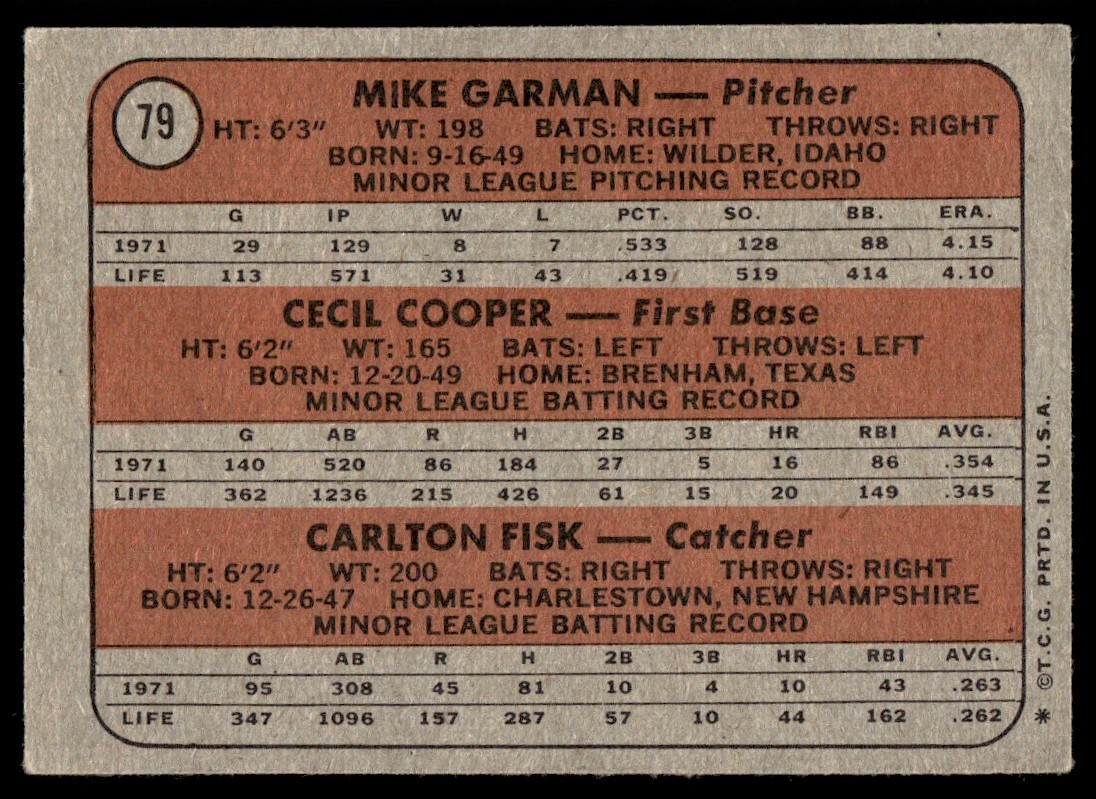 79
MIKE GARMAN — Pitcher
HT: 6'3" WT: 198 BATS: RIGHT THROWS: RIGHT
BORN: 9-16-49 HOME: WILDER, IDAHO
MINOR LEAGUE PITCHING RECORD
G IP W L PCT. SO. BB. ERA.
1971 29 129 8 7 .533 128 88 4.15
LIFE 113 571 31 43 .419 519 414 4.10
CECIL COOPER — First Base
HT: 6'2" WT: 165 BATS: LEFT THROWS: LEFT
BORN: 12-20-49 HOME: BRENHAM, TEXAS
MINOR LEAGUE BATTING RECORD
G AB R H 2B 3B HR RBI AVG.
1971 140 520 86 184 27 5 16 86 .354
LIFE 362 1236 215 426 61 15 20 149 .345
CARLTON FISK — Catcher
HT: 6'2" WT: 200 BATS: RIGHT THROWS: RIGHT
BORN: 12-26-47 HOME: CHARLESTOWN, NEW HAMPSHIRE
MINOR LEAGUE BATTING RECORD
G AB R H 2B 3B HR RBI AVG.
1971 95 308 45 81 10 4 10 43 .263
LIFE 347 1096 157 287 57 10 44 162 .262
* ©T.C.G. PRTD. IN U.S.A.